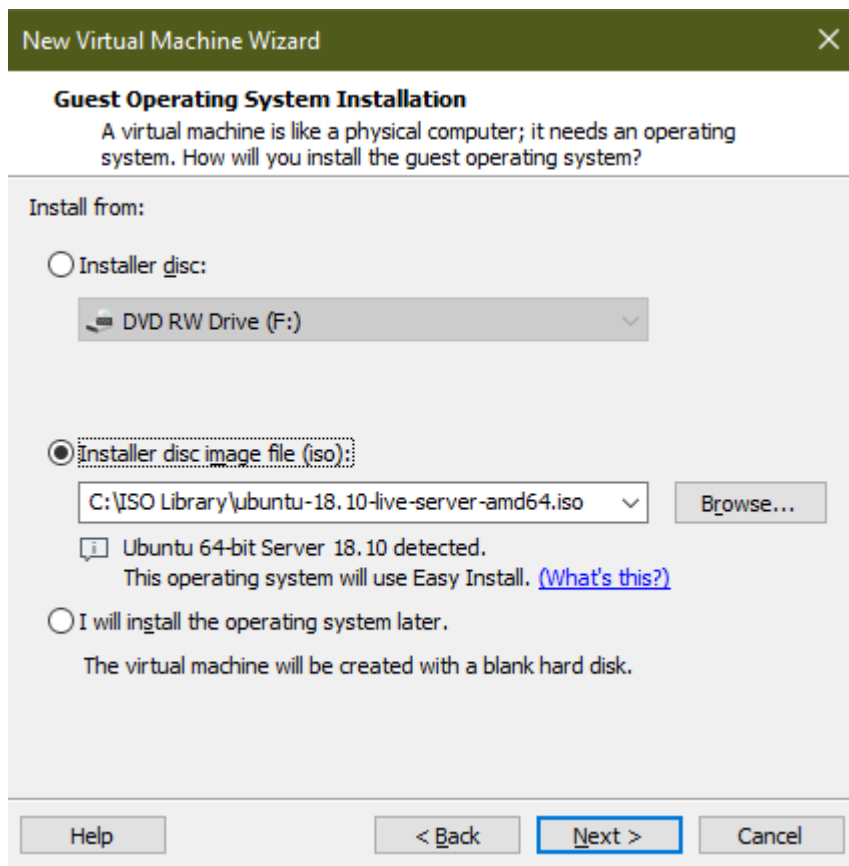 New Virtual Machine Wizard
Guest Operating System Installation
A virtual machine is like a physical computer; it needs an operating
system. How will you install the guest operating system?
Install from:
Installer disc:
DVD RW Drive (F:)
Installer disc image file (iso):
C:\ISO Library\ubuntu-18.10-live-server-amd64.iso
Browse...
Ubuntu 64-bit Server 18.10 detected.
This operating system will use Easy Install. (What's this?)
I will install the operating system later.
The virtual machine will be created with a blank hard disk.
Help
< Back
Next >
Cancel